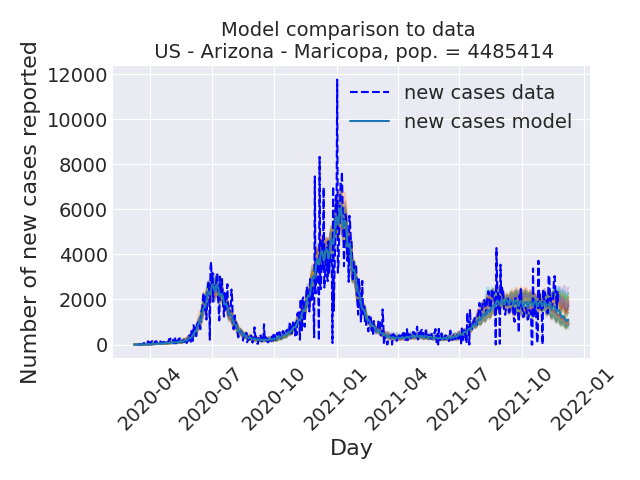 Model comparison to data
US - Arizona - Maricopa, pop. = 4485414
Number of new cases reported
12000
10000
8000
6000
4000
2000
0
new cases data
new cases model
2020-04
2020-07
2020-10
2021-01
2021-04
2021-07
2021-10
2022-01
Day